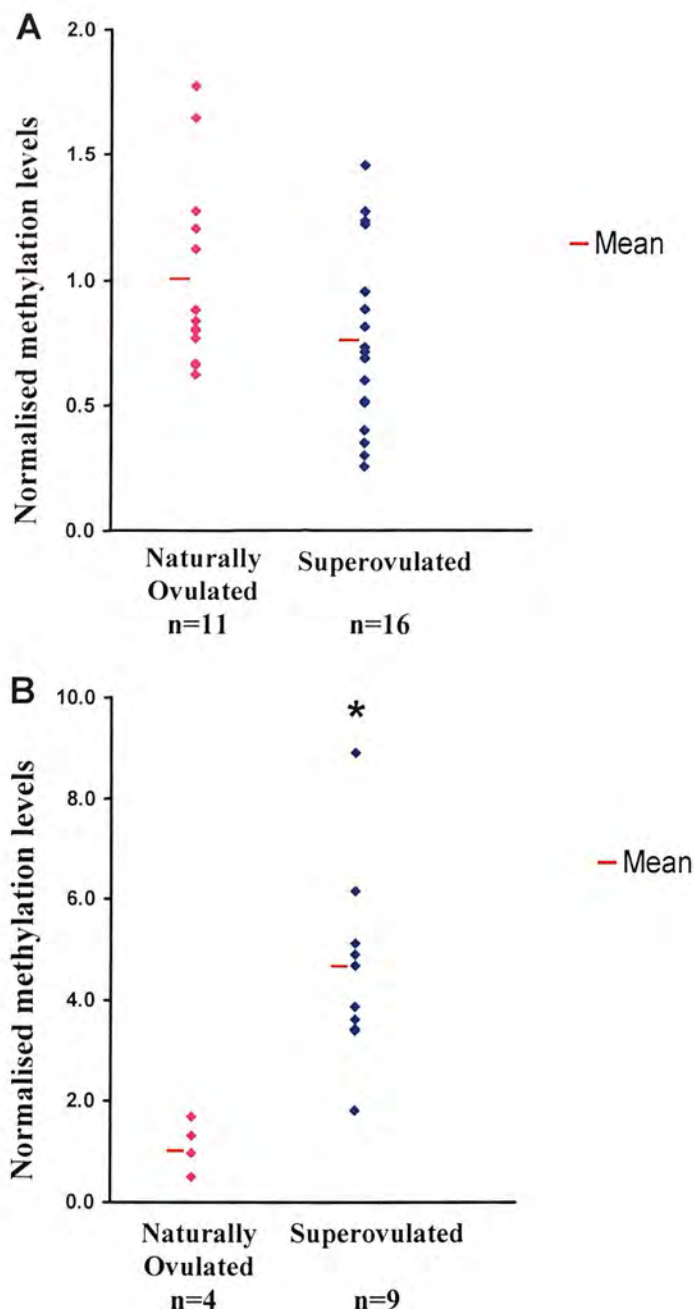 A
2.0
1.5
1.0
0.5
0.0
Normalised methylation levels
Mean
Naturally Ovulated n=11
Superovulated n=16
B
*
10.0
8.0
6.0
4.0
2.0
0.0
Normalised methylation levels
Mean
Naturally Ovulated n=4
Superovulated n=9